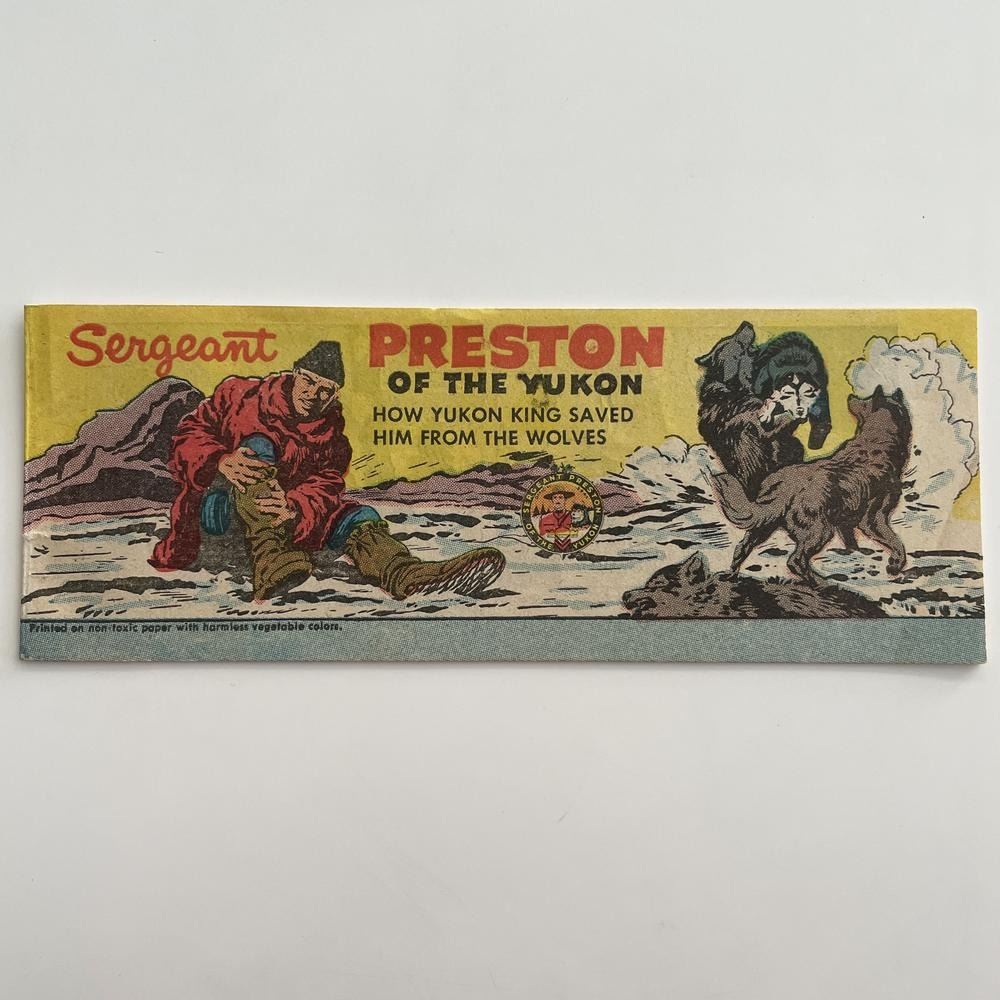 Sergeant PRESTON
OF THE YUKON
HOW YUKON KING SAVED
HIM FROM THE WOLVES
SERGEANT PRESTON
OF THE YUKON
Printed on non-toxic paper with harmless vegetable colors.